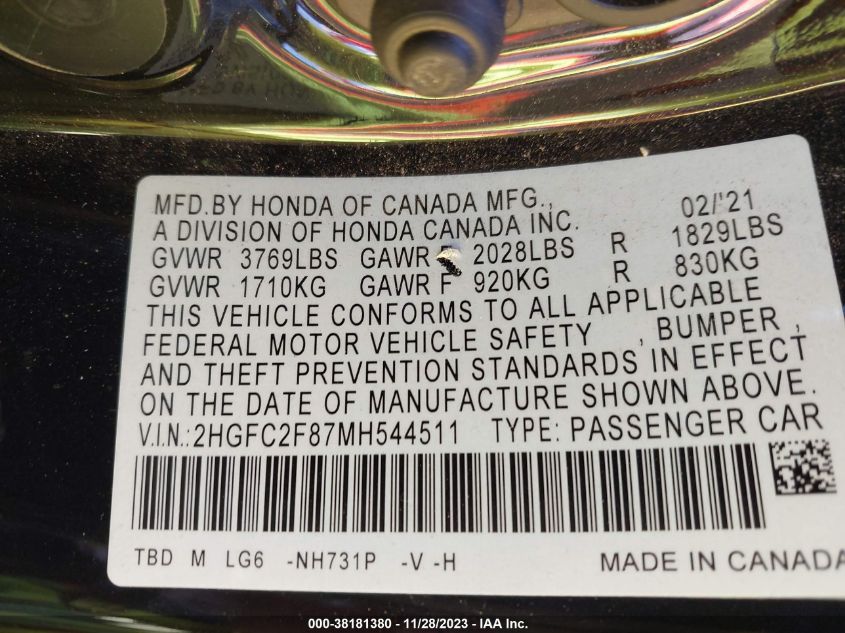 MFD.BY HONDA OF CANADA MFG., 02/'21
A DIVISION OF HONDA CANADA INC.
GVWR 3769LBS GAWR 2028LBS R 1829LBS
GVWR 1710KG GAWR F 920KG R 830KG
THIS VEHICLE CONFORMS TO ALL APPLICABLE
FEDERAL MOTOR VEHICLE SAFETY , BUMPER ,
AND THEFT PREVENTION STANDARDS IN EFFECT
ON THE DATE OF MANUFACTURE SHOWN ABOVE.
V.I.N.:2HGFC2F87MH544511 TYPE: PASSENGER CAR
TBD M LG6 -NH731P -V -H MADE IN CANADA
000-38181380 - 11/28/2023 - IAA Inc.